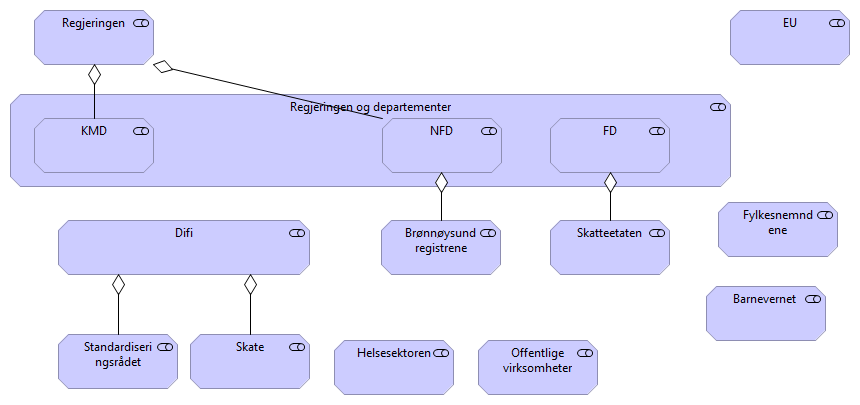 Regjeringen
EU
Regjeringen og departementer
KMD
NFD
FD
Difi
Brønnøysund
registrene
Skatteetaten
Fylkesnemnd
ene
Barnevernet
Standardiseri
ngsrådet
Skate
Helsesektoren
Offentlige
virksomheter